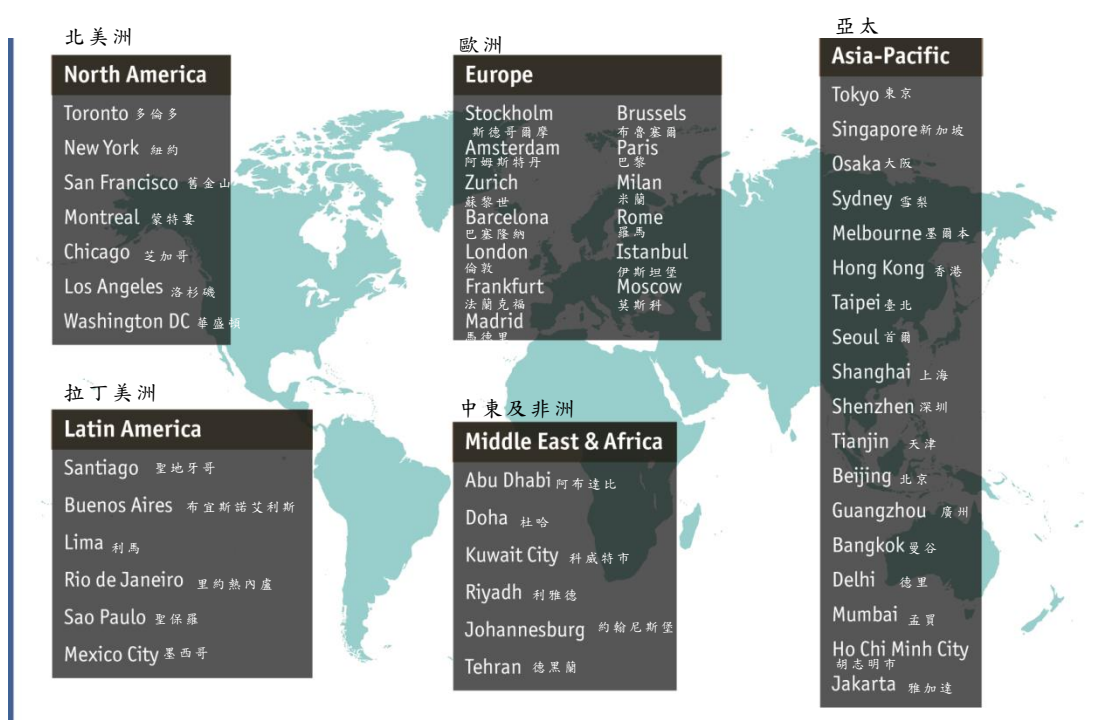 北美洲
North America
Toronto 多倫多
New York 紐約
San Francisco 舊金山
Montreal 蒙特婁
Chicago 芝加哥
Los Angeles 洛杉磯
Washington DC 華盛頓
歐洲
Europe
Stockholm
斯德哥爾摩
Amsterdam
阿姆斯特丹
Zurich
蘇黎世
Barcelona
巴塞隆納
London
倫敦
Frankfurt
法蘭克福
Madrid
馬德里
Brussels
布魯塞爾
Paris
巴黎
Milan
米蘭
Rome
羅馬
Istanbul
伊斯坦堡
Moscow
莫斯科
亞太
Asia-Pacific
Tokyo 東京
Singapore 新加坡
Osaka 大阪
Sydney 雪梨
Melbourne 墨爾本
Hong Kong 香港
Taipei 臺北
Seoul 首爾
Shanghai 上海
Shenzhen 深圳
Tianjin 天津
Beijing 北京
Guangzhou 廣州
Bangkok 曼谷
Delhi 德里
Mumbai 孟買
Ho Chi Minh City
胡志明市
Jakarta 雅加達
拉丁美洲
Latin America
Santiago 聖地牙哥
Buenos Aires 布宜斯諾艾利斯
Lima 利馬
Rio de Janeiro 里約熱內盧
Sao Paulo 聖保羅
Mexico City 墨西哥
中東及非洲
Middle East & Africa
Abu Dhabi 阿布達比
Doha 杜哈
Kuwait City 科威特市
Riyadh 利雅德
Johannesburg 約翰尼斯堡
Tehran 德黑蘭